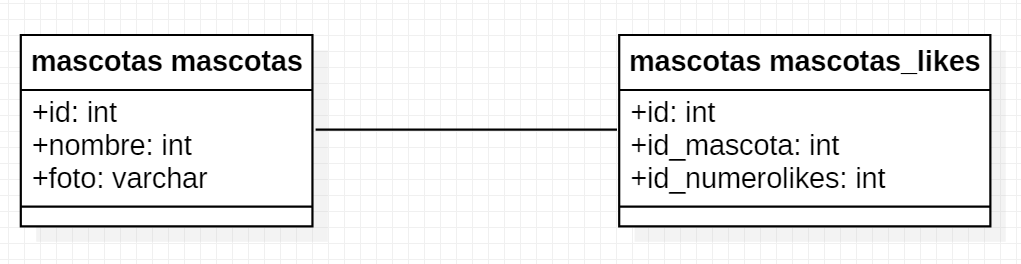 mascotas mascotas
+id: int
+nombre: int
+foto: varchar
mascotas mascotas_likes
+id: int
+id_mascota: int
+id_numerolikes: int